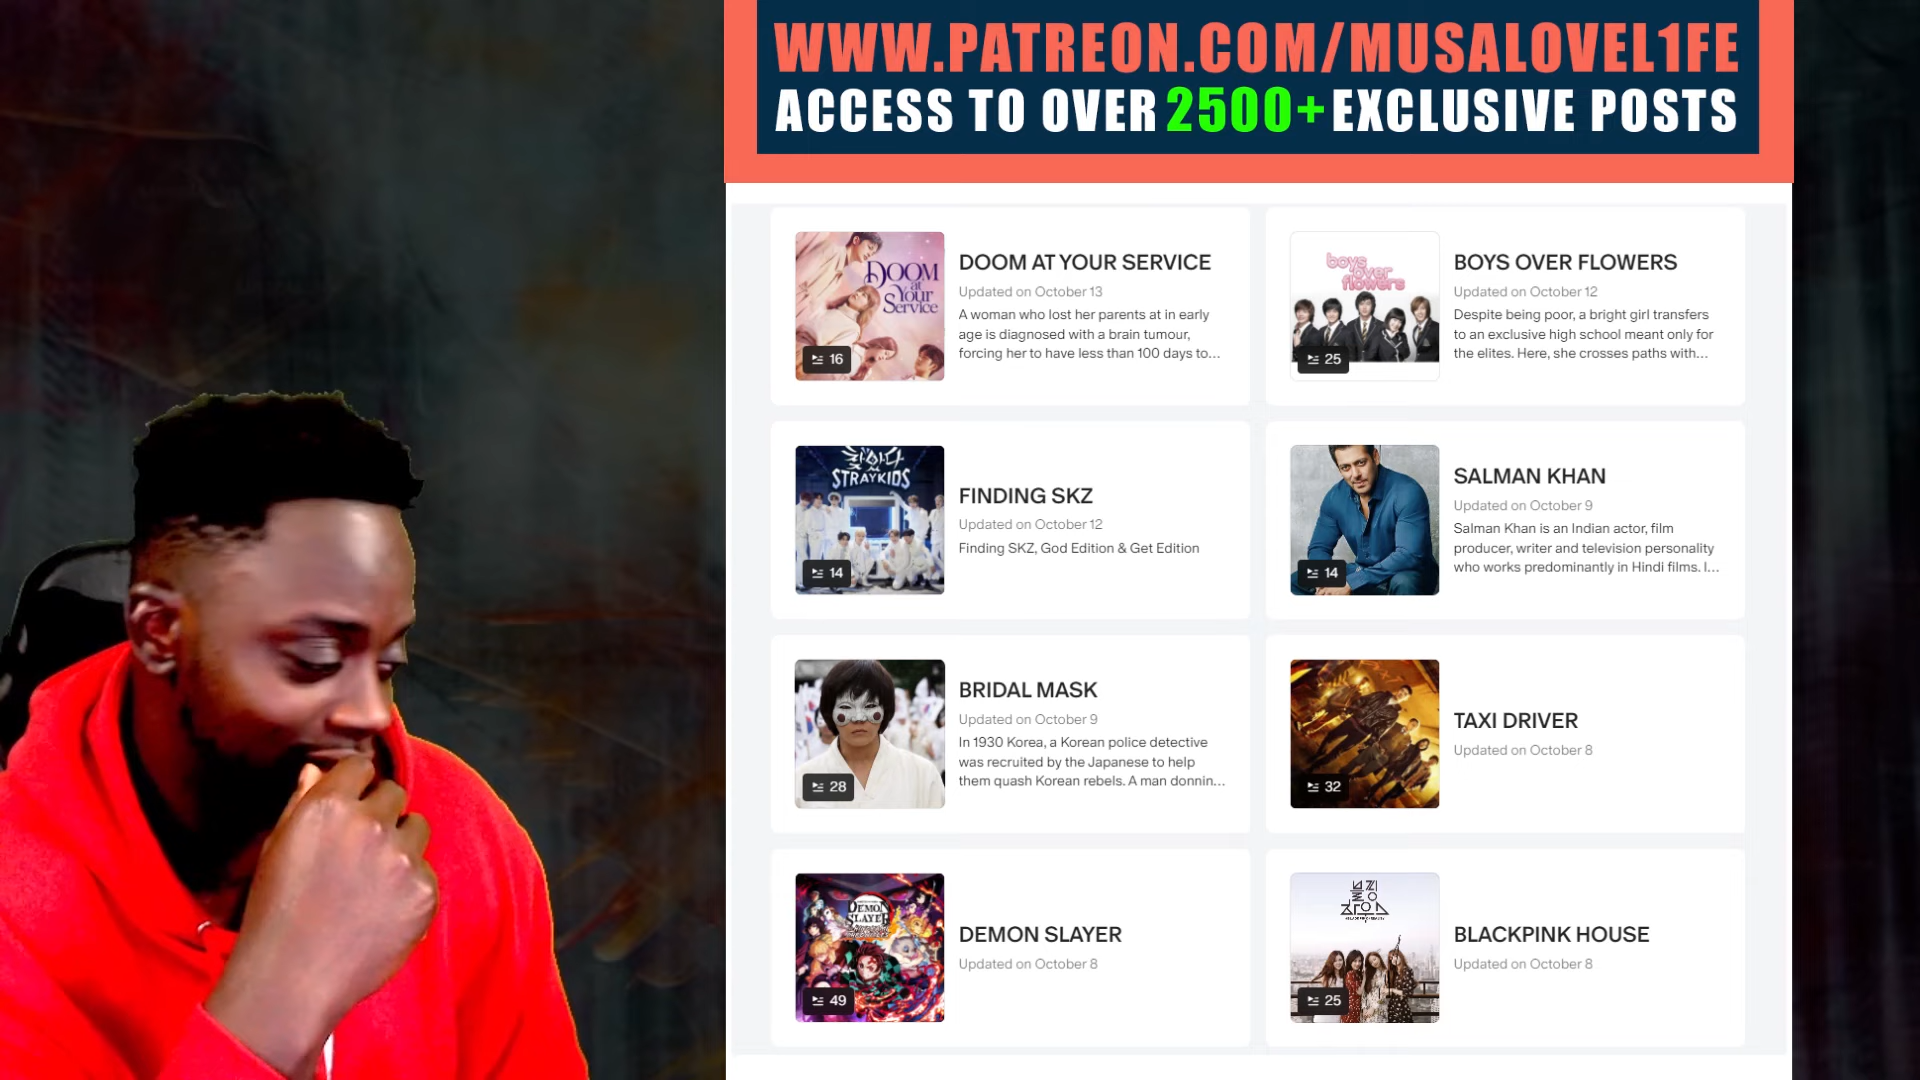 WWW.PATREON.COM/MUSALOVEL1FE
ACCESS TO OVER 2500+ EXCLUSIVE POSTS
DOOM
at
Your
Service
16
DOOM AT YOUR SERVICE
Updated on October 13
A woman who lost her parents at in early
age is diagnosed with a brain tumour,
forcing her to have less than 100 days to...
boys
over
flowers
25
BOYS OVER FLOWERS
Updated on October 12
Despite being poor, a bright girl transfers
to an exclusive high school meant only for
the elites. Here, she crosses paths with...
찾았다
STRAYKIDS
14
FINDING SKZ
Updated on October 12
Finding SKZ, God Edition & Get Edition
14
SALMAN KHAN
Updated on October 9
Salman Khan is an Indian actor, film
producer, writer and television personality
who works predominantly in Hindi films. I...
28
BRIDAL MASK
Updated on October 9
In 1930 Korea, a Korean police detective
was recruited by the Japanese to help
them quash Korean rebels. A man donnin...
32
TAXI DRIVER
Updated on October 8
DEMON
SLAYER
49
DEMON SLAYER
Updated on October 8
25
BLACKPINK HOUSE
Updated on October 8